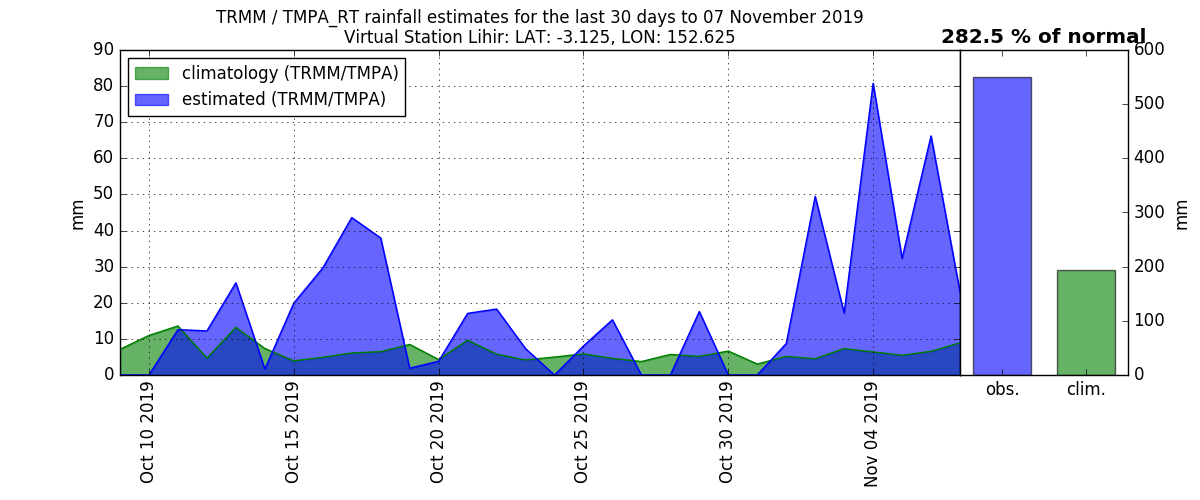 TRMM / TMPA_RT rainfall estimates for the last 30 days to 07 November 2019
Virtual Station Lihir: LAT: -3.125, LON: 152.625
282.5 % of normal
climatology (TRMM/TMPA)
estimated (TRMM/TMPA)
mm
90
80
70
60
50
40
30
20
10
0
Oct 10 2019
Oct 15 2019
Oct 20 2019
Oct 25 2019
Oct 30 2019
Nov 04 2019
obs.
clim.
600
500
400
300
200
100
0
mm